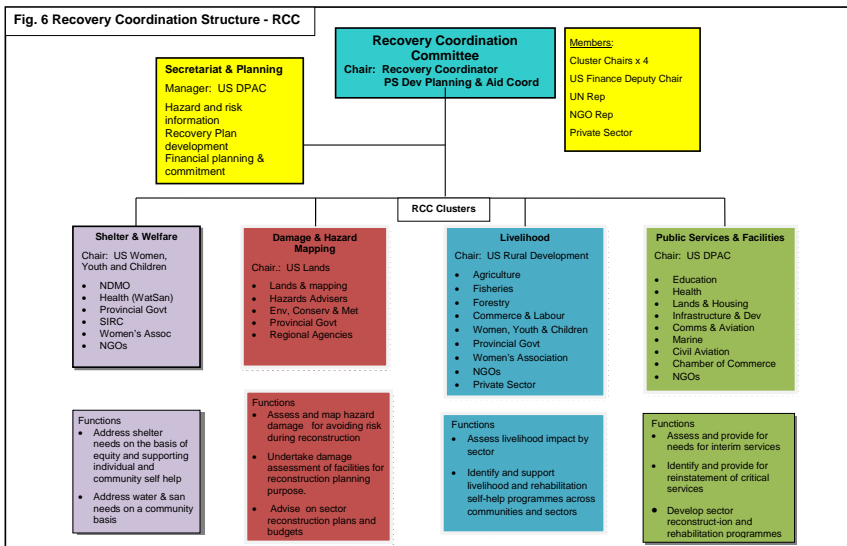 Fig. 6 Recovery Coordination Structure - RCC
Recovery Coordination
Committee
Chair: Recovery Coordinator
PS Dev Planning & Aid Coord
Members:
Cluster Chairs x 4
US Finance Deputy Chair
UN Rep
NGO Rep
Private Sector
Secretariat & Planning
Manager: US DPAC
Hazard and risk
information
Recovery Plan
development
Financial planning &
commitment
RCC Clusters
Shelter & Welfare
Chair: US Women,
Youth and Children
• NDMO
• Health (WatSan)
• Provincial Govt
• SIRC
• Women's Assoc
• NGOs
Damage & Hazard
Mapping
Chair.: US Lands
• Lands & mapping
• Hazards Advisers
• Env, Conserv & Met
• Provincial Govt
• Regional Agencies
Livelihood
Chair: US Rural Development
• Agriculture
• Fisheries
• Forestry
• Commerce & Labour
• Women, Youth & Children
• Provincial Govt
• Women's Association
• NGOs
• Private Sector
Public Services & Facilities
Chair: US DPAC
• Education
• Health
• Lands & Housing
• Infrastructure & Dev
• Comms & Aviation
• Marine
• Civil Aviation
• Chamber of Commerce
• NGOs
Functions
• Address shelter
needs on the basis of
equity and supporting
individual and
community self help
• Address water & san
needs on a community
basis
Functions
• Assess and map hazard
damage for avoiding risk
during reconstruction
• Undertake damage
assessment of facilities for
reconstruction planning
purpose.
• Advise on sector
reconstruction plans and
budgets
Functions
• Assess livelihood impact by
sector
• Identify and support
livelihood and rehabilitation
self-help programmes across
communities and sectors
Functions
• Assess and provide for
needs for interim services
• Identify and provide for
reinstatement of critical
services
• Develop sector
reconstruct-ion and
rehabilitation programmes